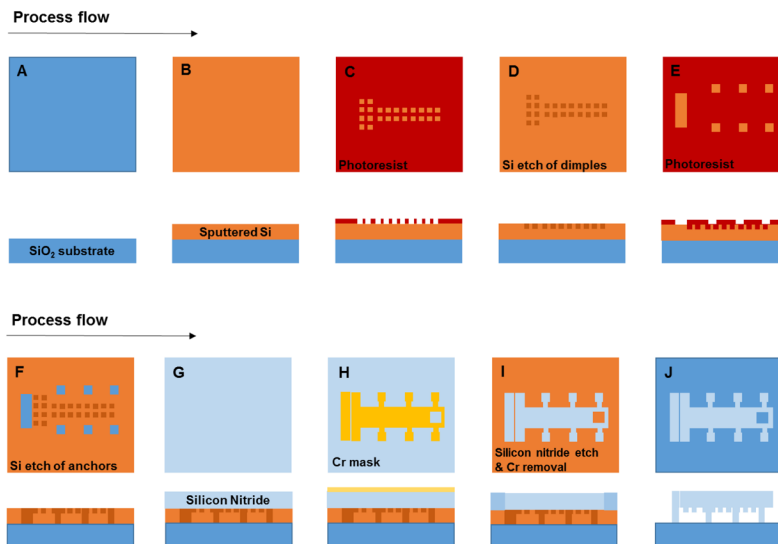 Process flow
A
B
C
D
E
Photoresist
Si etch of dimples
Photoresist
Sputtered Si
SiO₂ substrate
Process flow
F
G
H
I
J
Si etch of anchors
Cr mask
Silicon nitride etch
& Cr removal
Silicon Nitride